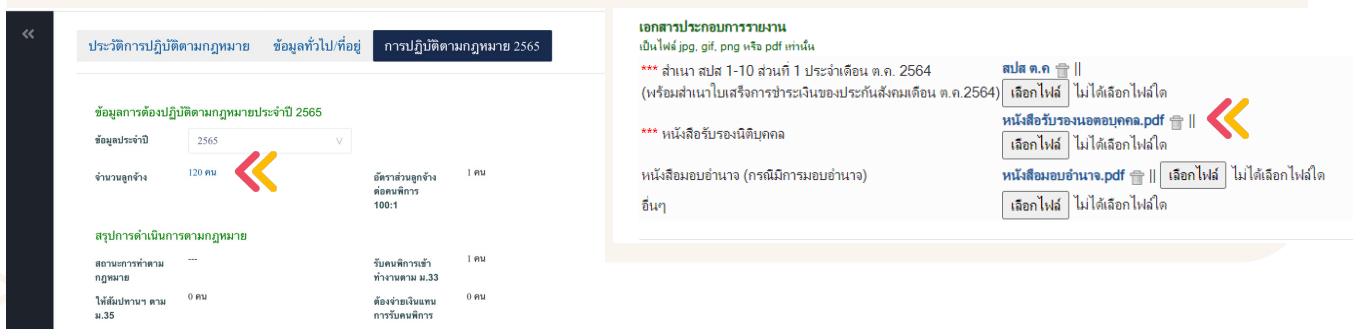 ประวัติการปฏิบัติตามกฎหมาย ข้อมูลทั่วไป/ที่อยู่ การปฏิบัติตามกฎหมาย 2565
ข้อมูลการต้องปฏิบัติตามกฎหมายประจำปี 2565
ข้อมูลประจำปี 2565
จำนวนลูกจ้าง 120 คน
อัตราส่วนลูกจ้าง 1 คน
ต่อคนพิการ
100:1
สรุปการดำเนินการตามกฎหมาย
สถานะการทำตาม ---
กฎหมาย
รับคนพิการเข้า 1 คน
ทำงานตาม ม.33
ให้สัมปทานฯ ตาม 0 คน
ม.35
ต้องจ่ายเงินแทน 0 คน
การรับคนพิการ
เอกสารประกอบการรายงาน
เป็นไฟล์ jpg, gif, png หรือ pdf เท่านั้น
*** สำเนา สปส 1-10 ส่วนที่ 1 ประจำเดือน ต.ค. 2564 สปส ต.ค ||
(พร้อมสำเนาใบเสร็จการชำระเงินของประกันสังคมเดือน ต.ค.2564) เลือกไฟล์ ไม่ได้เลือกไฟล์ใด
*** หนังสือรับรองนิติบุคคล หนังสือรับรองนอตอบุคคล.pdf ||
เลือกไฟล์ ไม่ได้เลือกไฟล์ใด
หนังสือมอบอำนาจ (กรณีมีการมอบอำนาจ) หนังสือมอบอำนาจ.pdf || เลือกไฟล์ ไม่ได้เลือกไฟล์ใด
อื่นๆ เลือกไฟล์ ไม่ได้เลือกไฟล์ใด